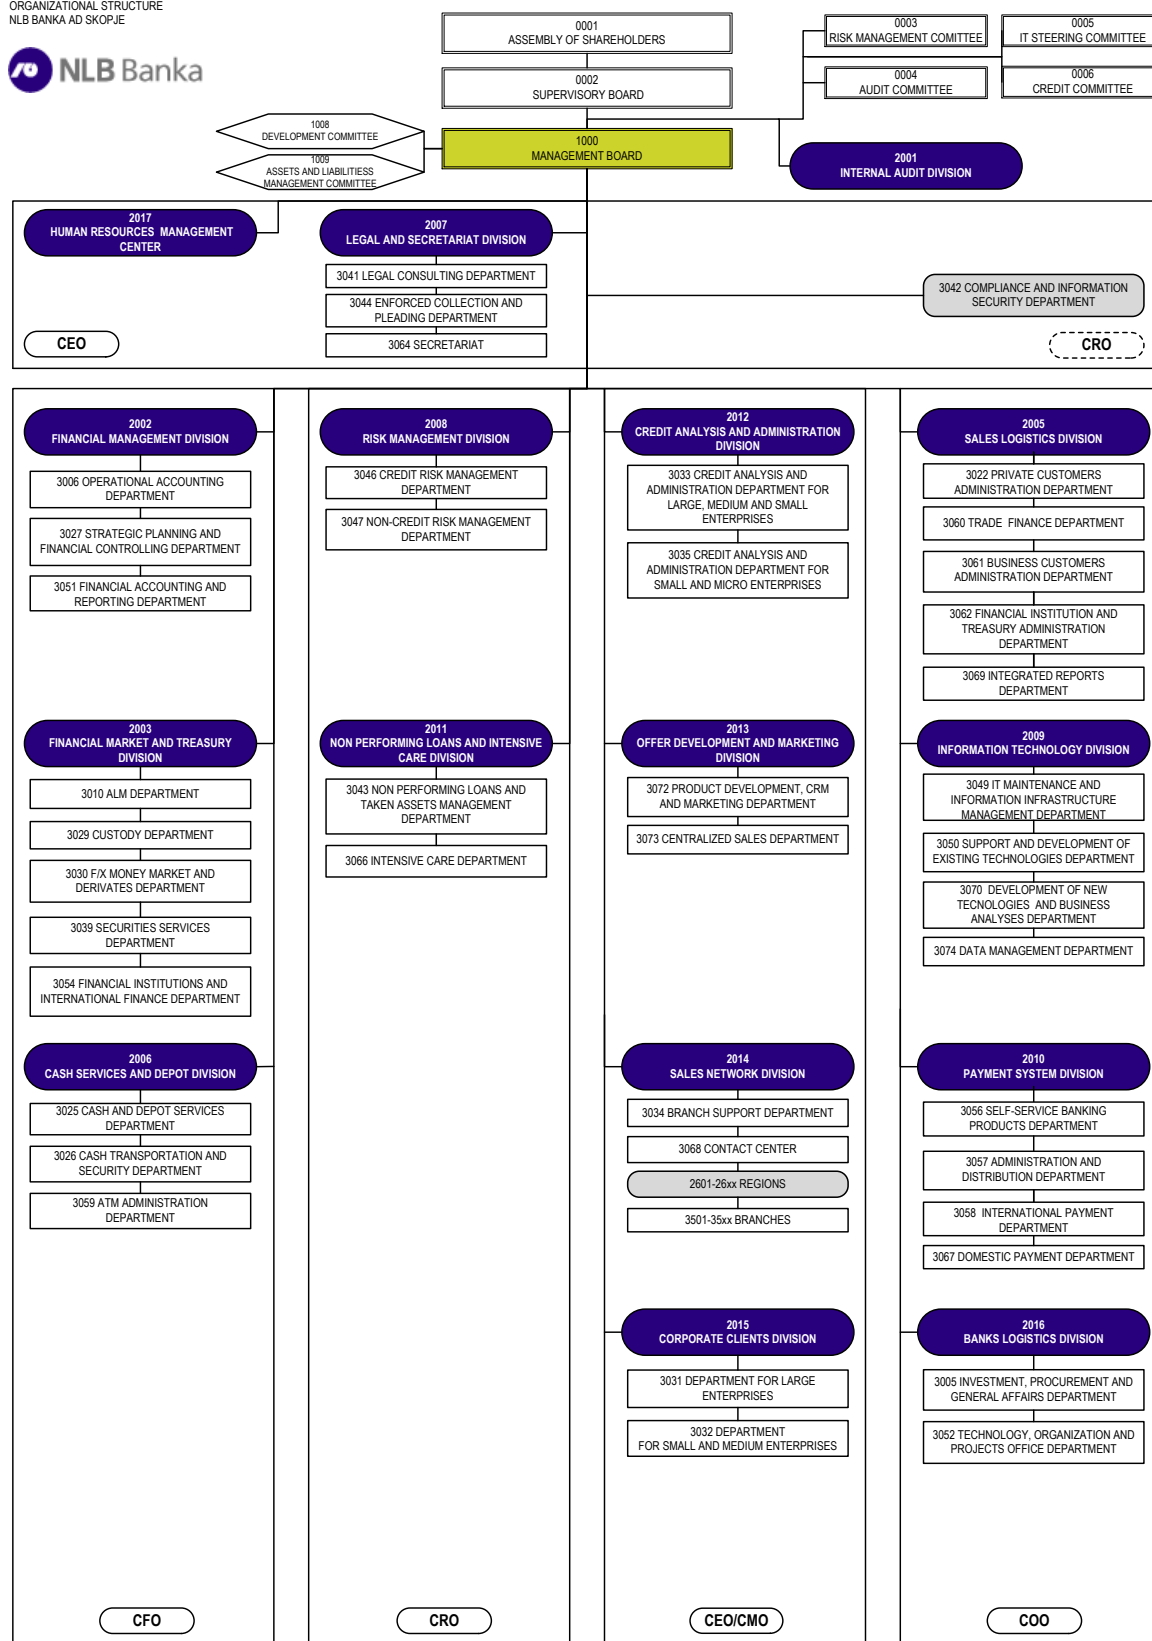 ORGANIZATIONAL STRUCTURE
NLB BANKA AD SKOPJE
NLB Banka
0001
ASSEMBLY OF SHAREHOLDERS
0002
SUPERVISORY BOARD
0003
RISK MANAGEMENT COMITTEE
0005
IT STEERING COMMITTEE
0004
AUDIT COMMITTEE
0006
CREDIT COMMITTEE
1008
DEVELOPMENT COMMITTEE
1009
ASSETS AND LIABILITIESS
MANAGEMENT COMMITTEE
1000
MANAGEMENT BOARD
2001
INTERNAL AUDIT DIVISION
2017
HUMAN RESOURCES MANAGEMENT
CENTER
2007
LEGAL AND SECRETARIAT DIVISION
3041 LEGAL CONSULTING DEPARTMENT
3044 ENFORCED COLLECTION AND
PLEADING DEPARTMENT
3064 SECRETARIAT
3042 COMPLIANCE AND INFORMATION
SECURITY DEPARTMENT
CEO
CRO
2002
FINANCIAL MANAGEMENT DIVISION
3006 OPERATIONAL ACCOUNTING
DEPARTMENT
3027 STRATEGIC PLANNING AND
FINANCIAL CONTROLLING DEPARTMENT
3051 FINANCIAL ACCOUNTING AND
REPORTING DEPARTMENT
2003
FINANCIAL MARKET AND TREASURY
DIVISION
3010 ALM DEPARTMENT
3029 CUSTODY DEPARTMENT
3030 F/X MONEY MARKET AND
DERIVATES DEPARTMENT
3039 SECURITIES SERVICES
DEPARTMENT
3054 FINANCIAL INSTITUTIONS AND
INTERNATIONAL FINANCE DEPARTMENT
2006
CASH SERVICES AND DEPOT DIVISION
3025 CASH AND DEPOT SERVICES
DEPARTMENT
3026 CASH TRANSPORTATION AND
SECURITY DEPARTMENT
3059 ATM ADMINISTRATION
DEPARTMENT
CFO
2008
RISK MANAGEMENT DIVISION
3046 CREDIT RISK MANAGEMENT
DEPARTMENT
3047 NON-CREDIT RISK MANAGEMENT
DEPARTMENT
2011
NON PERFORMING LOANS AND INTENSIVE
CARE DIVISION
3043 NON PERFORMING LOANS AND
TAKEN ASSETS MANAGEMENT
DEPARTMENT
3066 INTENSIVE CARE DEPARTMENT
CRO
2012
CREDIT ANALYSIS AND ADMINISTRATION
DIVISION
3033 CREDIT ANALYSIS AND
ADMINISTRATION DEPARTMENT FOR
LARGE, MEDIUM AND SMALL
ENTERPRISES
3035 CREDIT ANALYSIS AND
ADMINISTRATION DEPARTMENT FOR
SMALL AND MICRO ENTERPRISES
2013
OFFER DEVELOPMENT AND MARKETING
DIVISION
3072 PRODUCT DEVELOPMENT, CRM
AND MARKETING DEPARTMENT
3073 CENTRALIZED SALES DEPARTMENT
2014
SALES NETWORK DIVISION
3034 BRANCH SUPPORT DEPARTMENT
3068 CONTACT CENTER
2601-26xx REGIONS
3501-35xx BRANCHES
2015
CORPORATE CLIENTS DIVISION
3031 DEPARTMENT FOR LARGE
ENTERPRISES
3032 DEPARTMENT
FOR SMALL AND MEDIUM ENTERPRISES
CEO/CMO
2005
SALES LOGISTICS DIVISION
3022 PRIVATE CUSTOMERS
ADMINISTRATION DEPARTMENT
3060 TRADE FINANCE DEPARTMENT
3061 BUSINESS CUSTOMERS
ADMINISTRATION DEPARTMENT
3062 FINANCIAL INSTITUTION AND
TREASURY ADMINISTRATION
DEPARTMENT
3069 INTEGRATED REPORTS
DEPARTMENT
2009
INFORMATION TECHNOLOGY DIVISION
3049 IT MAINTENANCE AND
INFORMATION INFRASTRUCTURE
MANAGEMENT DEPARTMENT
3050 SUPPORT AND DEVELOPMENT OF
EXISTING TECHNOLOGIES DEPARTMENT
3070 DEVELOPMENT OF NEW
TECNOLOGIES AND BUSINESS
ANALYSES DEPARTMENT
3074 DATA MANAGEMENT DEPARTMENT
2010
PAYMENT SYSTEM DIVISION
3056 SELF-SERVICE BANKING
PRODUCTS DEPARTMENT
3057 ADMINISTRATION AND
DISTRIBUTION DEPARTMENT
3058 INTERNATIONAL PAYMENT
DEPARTMENT
3067 DOMESTIC PAYMENT DEPARTMENT
2016
BANKS LOGISTICS DIVISION
3005 INVESTMENT, PROCUREMENT AND
GENERAL AFFAIRS DEPARTMENT
3052 TECHNOLOGY, ORGANIZATION AND
PROJECTS OFFICE DEPARTMENT
COO